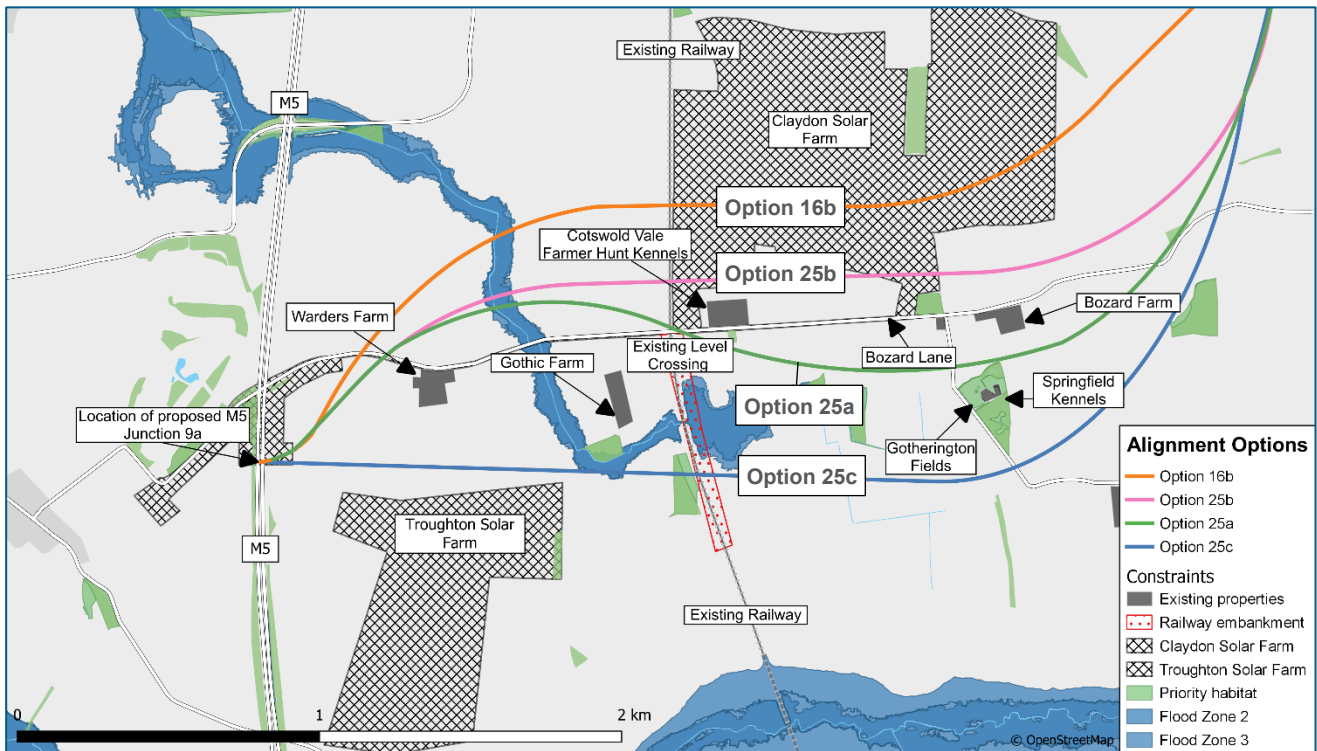 Existing Railway
M5
Claydon Solar
Farm
Option 16b
Cotswold Vale
Farmer Hunt Kennels
Option 25b
Warders Farm
Bozard Farm
Gothic Farm
Existing Level
Crossing
Bozard Lane
Location of proposed M5
Junction 9a
Option 25a
Springfield
Kennels
Gotherington
Fields
Option 25c
Troughton Solar
Farm
M5
Existing Railway
0
1
2 km
Alignment Options
Option 16b
Option 25b
Option 25a
Option 25c
Constraints
Existing properties
Railway embankment
Claydon Solar Farm
Troughton Solar Farm
Priority habitat
Flood Zone 2
Flood Zone 3
© OpenStreetMap